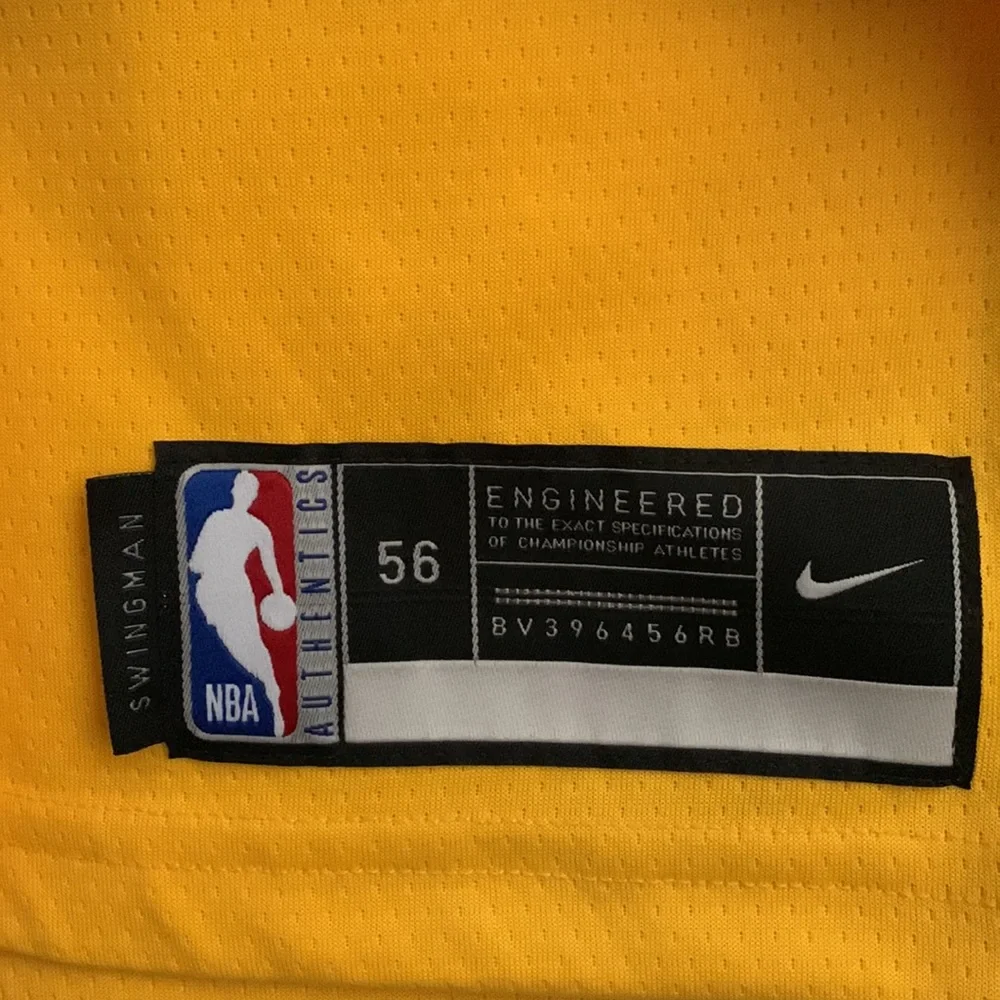 SWINGMAN
NBA
AUTHENTICS
56
ENGINEERED
TO THE EXACT SPECIFICATIONS
OF CHAMPIONSHIP ATHLETES
BV396456RB